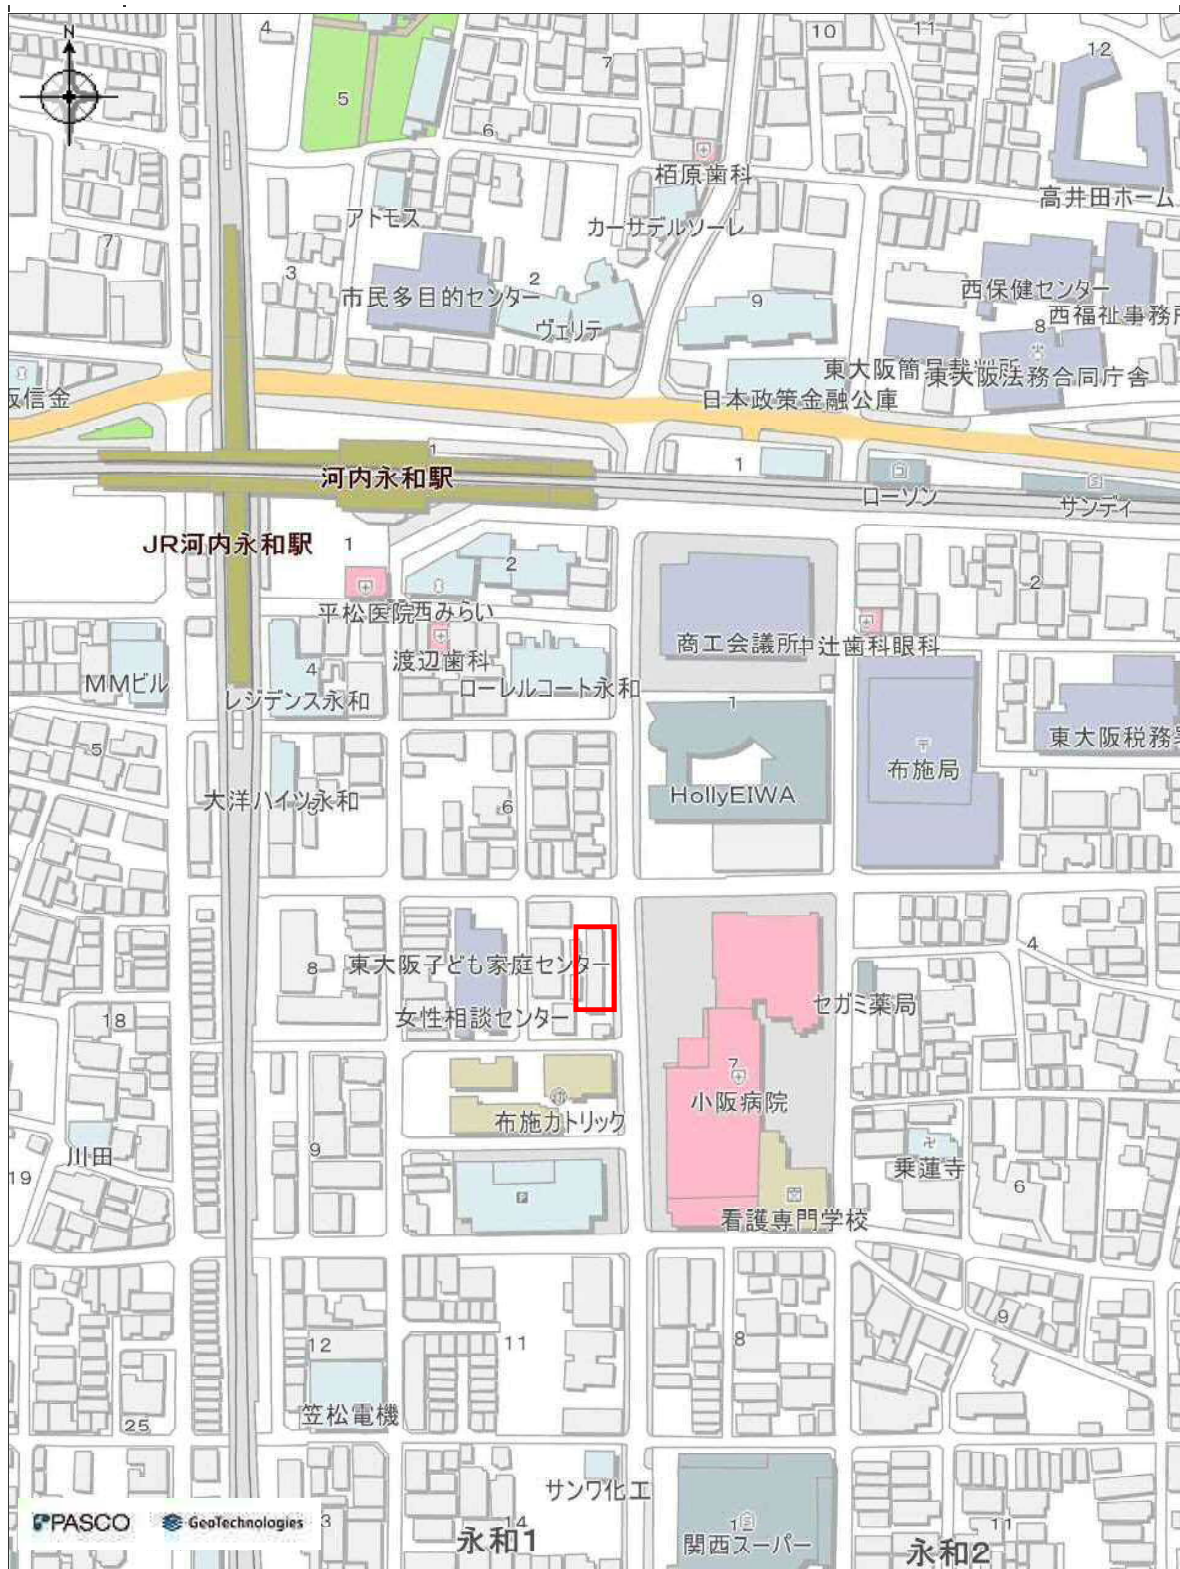 N
4
10
11
12
7
5
6
栢原歯科
高井田ホーム
アトモス
カーサデルソーレ
7
3
2
市民多目的センター
西保健センター
9
ヴェリテ
8
西福祉事務所
東大阪法務合同庁舎
日本政策金融公庫
阪信金
1
河内永和駅
1
ローソン
サンディ
JR河内永和駅
1
2
2
平松医院
西みらい
商工会議所
中辻歯科眼科
渡辺歯科
4
MMビル
レジデンス永和
ローレルコート永和
1
東大阪税務署
5
布施局
大洋ハイツ永和
6
HollyEIWA
東大阪子ども家庭センター
8
4
セガミ薬局
女性相談センター
18
7
小阪病院
布施カトリック
川田
9
乗蓮寺
19
6
P
看護専門学校
9
12
11
8
笠松電機
25
サンワ化工
PASCO
GeoTechnologies
3
14
永和1
12
関西スーパー
11
永和2